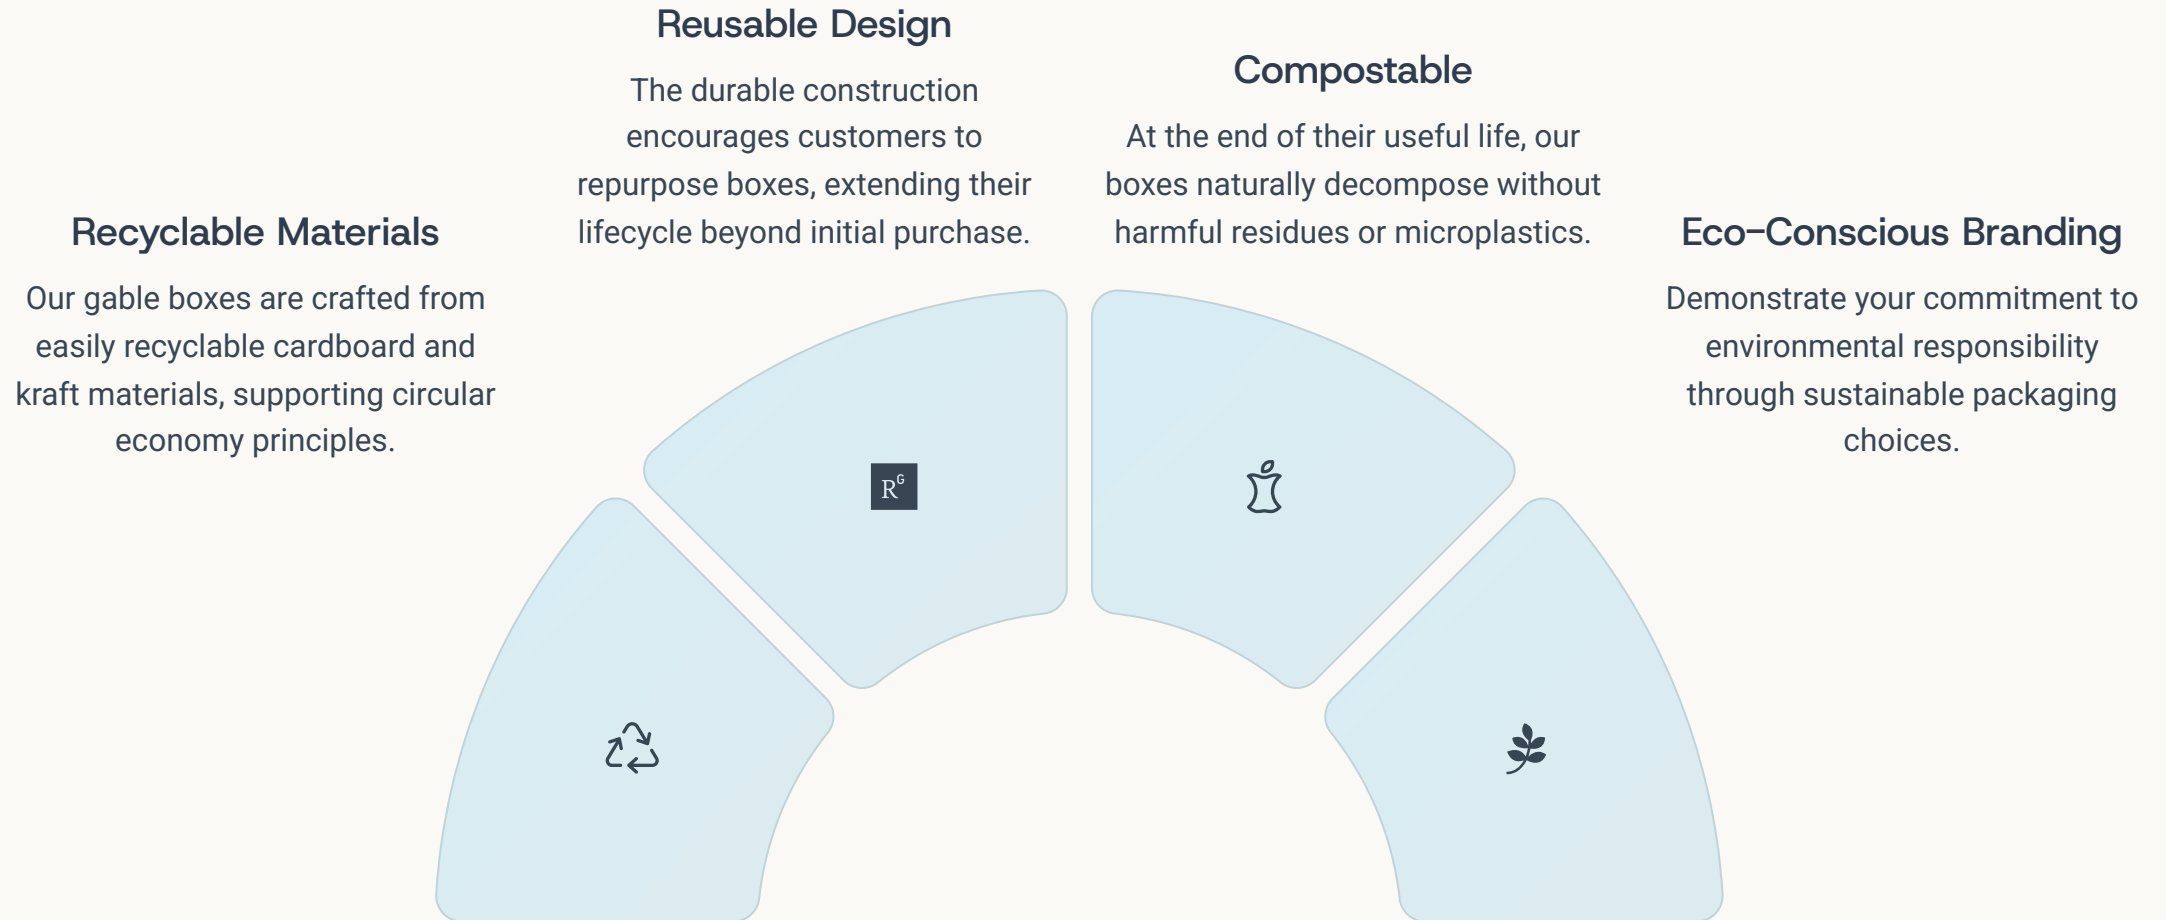 Recyclable Materials
Our gable boxes are crafted from
easily recyclable cardboard and
kraft materials, supporting circular
economy principles.
Reusable Design
The durable construction
encourages customers to
repurpose boxes, extending their
lifecycle beyond initial purchase.
Compostable
At the end of their useful life, our
boxes naturally decompose without
harmful residues or microplastics.
Eco-Conscious Branding
Demonstrate your commitment to
environmental responsibility
through sustainable packaging
choices.
RG